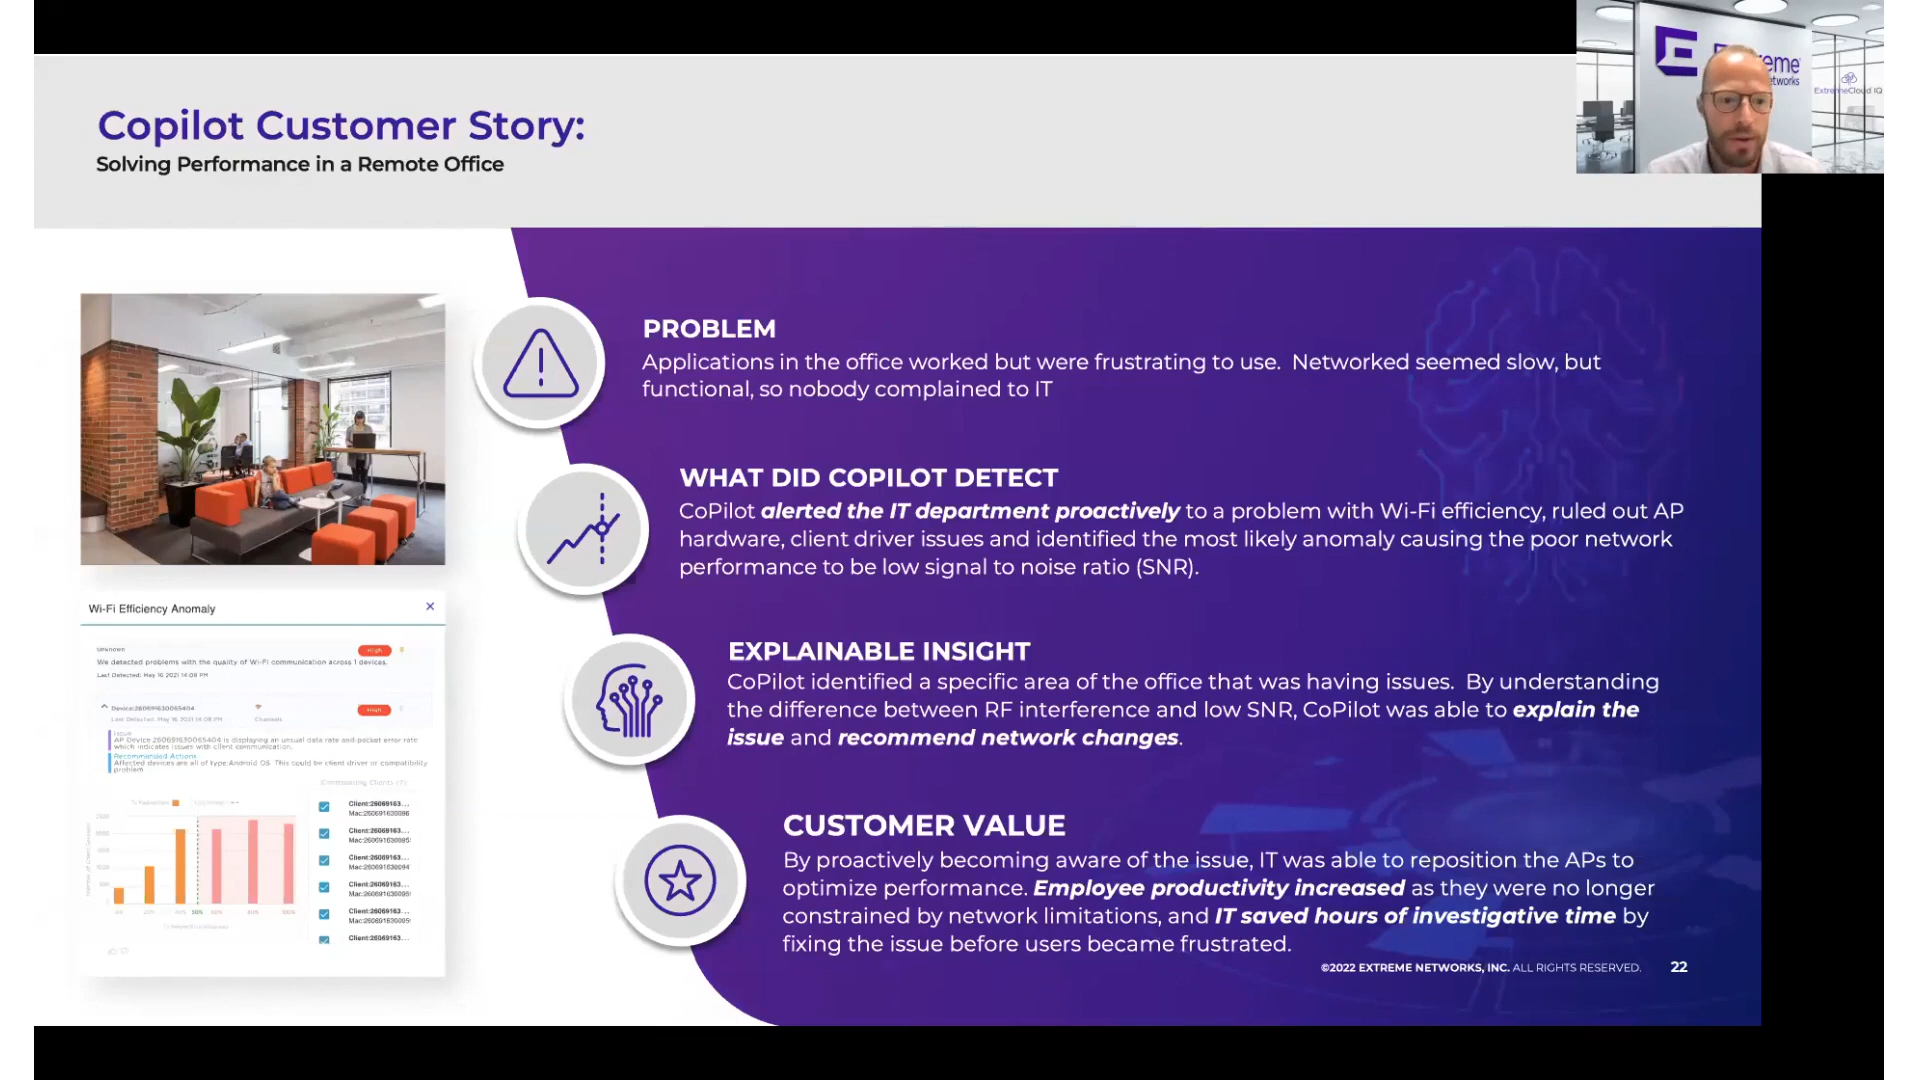 Copilot Customer Story:
Solving Performance in a Remote Office
ExtremeCloud IQ
PROBLEM
Applications in the office worked but were frustrating to use. Networked seemed slow, but
functional, so nobody complained to IT
WHAT DID COPILOT DETECT
CoPilot alerted the IT department proactively to a problem with Wi-Fi efficiency, ruled out AP
hardware, client driver issues and identified the most likely anomaly causing the poor network
performance to be low signal to noise ratio (SNR).
EXPLAINABLE INSIGHT
CoPilot identified a specific area of the office that was having issues. By understanding
the difference between RF interference and low SNR, CoPilot was able to explain the
issue and recommend network changes.
CUSTOMER VALUE
By proactively becoming aware of the issue, IT was able to reposition the APs to
optimize performance. Employee productivity increased as they were no longer
constrained by network limitations, and IT saved hours of investigative time by
fixing the issue before users became frustrated.
©2022 EXTREME NETWORKS, INC. ALL RIGHTS RESERVED. 22
Wi-Fi Efficiency Anomaly
Unknown
High
We detected problems with the quality of Wi-Fi communication across 1 devices.
Last Detected: May 16 2021 14:08 PM
Device:260691630065404
High
Last Detected: May 16, 2021 14:08 PM
Channels
Issue
AP Device 260691630065404 is displaying an unusual data rate and packet error rate
which indicates issues with client communication.
Recommended Actions
Affected devices are all of type:Android OS. This could be client driver or compatibility
problem
Clients (7)
Client:26069163...
Mac:260691630096
Client:26069163...
Client:26069163...
Mac:260691630094
Client:26069163...
Client:26069163...
Client:26069163...
50%